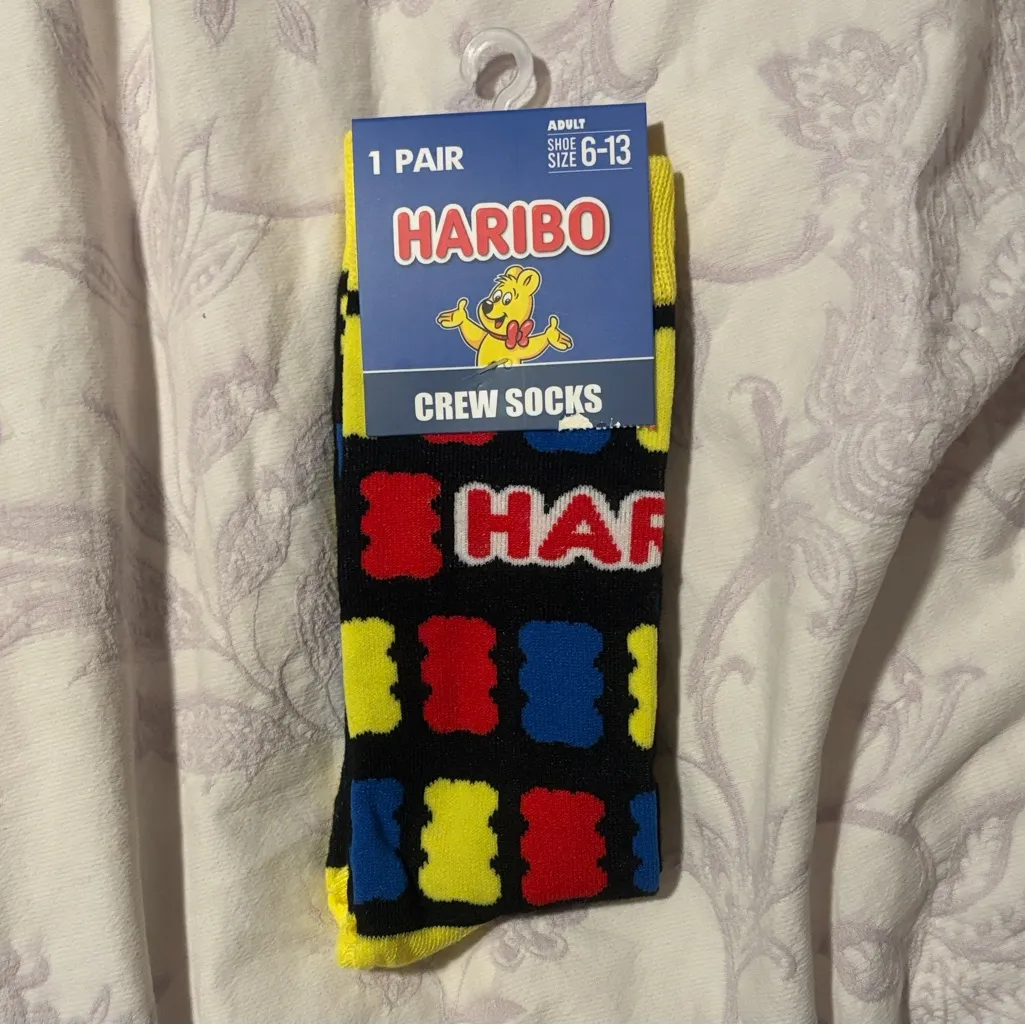 ADULT
1 PAIR
SHOE
SIZE 6-13
HARIBO
CREW SOCKS
HAR